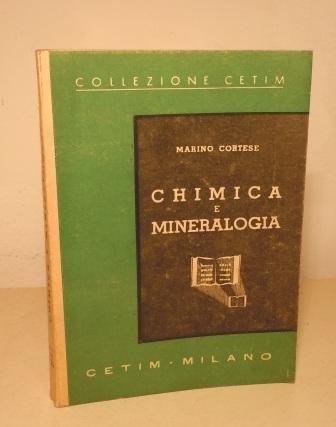 COLLEZIONE CETIM
MARINO CORTESE
CHIMICA
E
MINERALOGIA
CETIM - MILANO